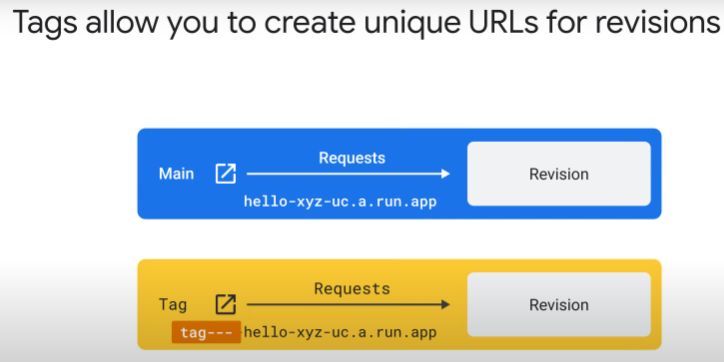 Tags allow you to create unique URLs for revisions
Main Requests Revision
hello-xyz-uc.a.run.app
Tag Requests Revision
tag---hello-xyz-uc.a.run.app